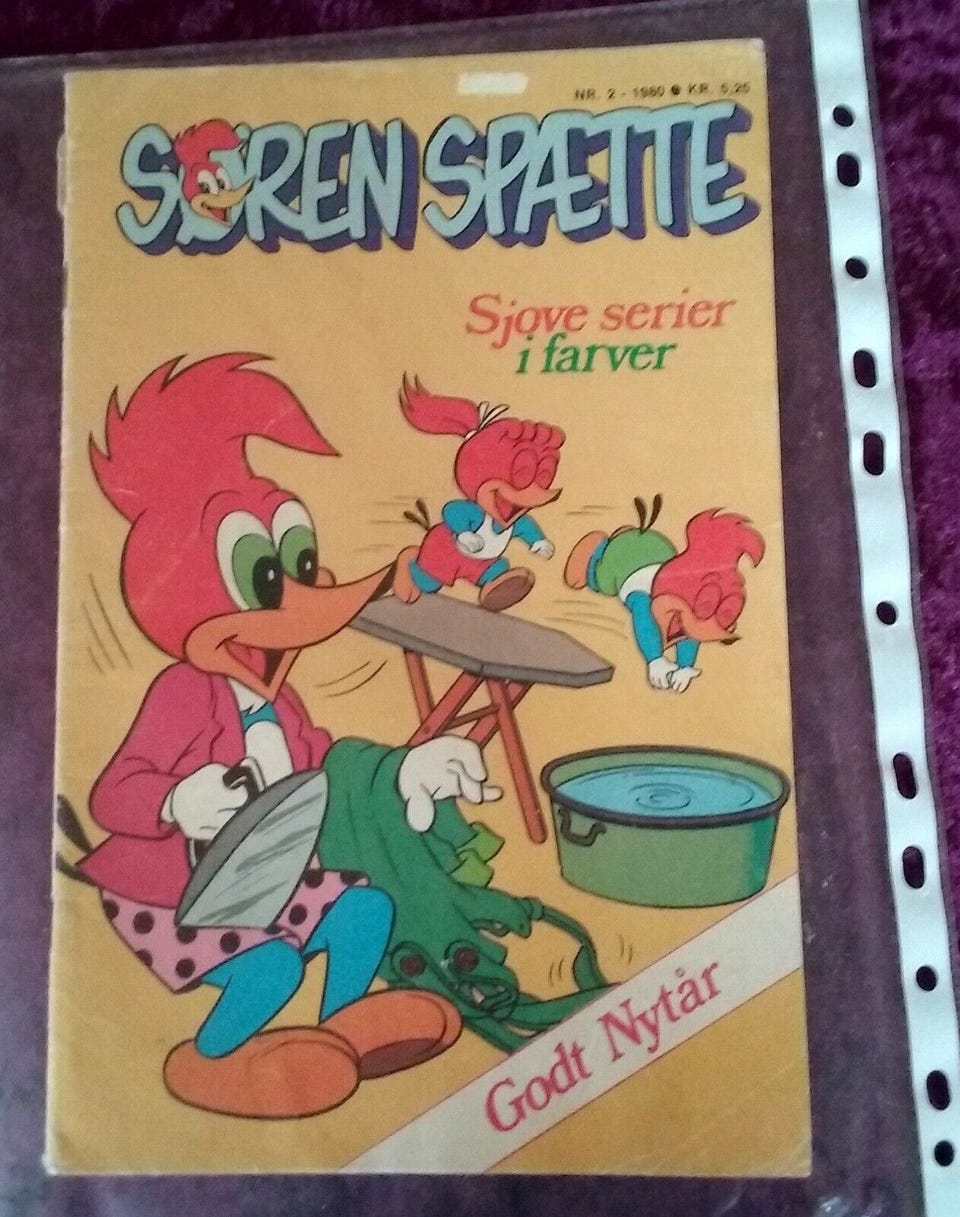 NR. 2 - 1980 ● KR. 5,25
SØREN SPÆTTE
Sjove serier
i farver
Godt Nytår